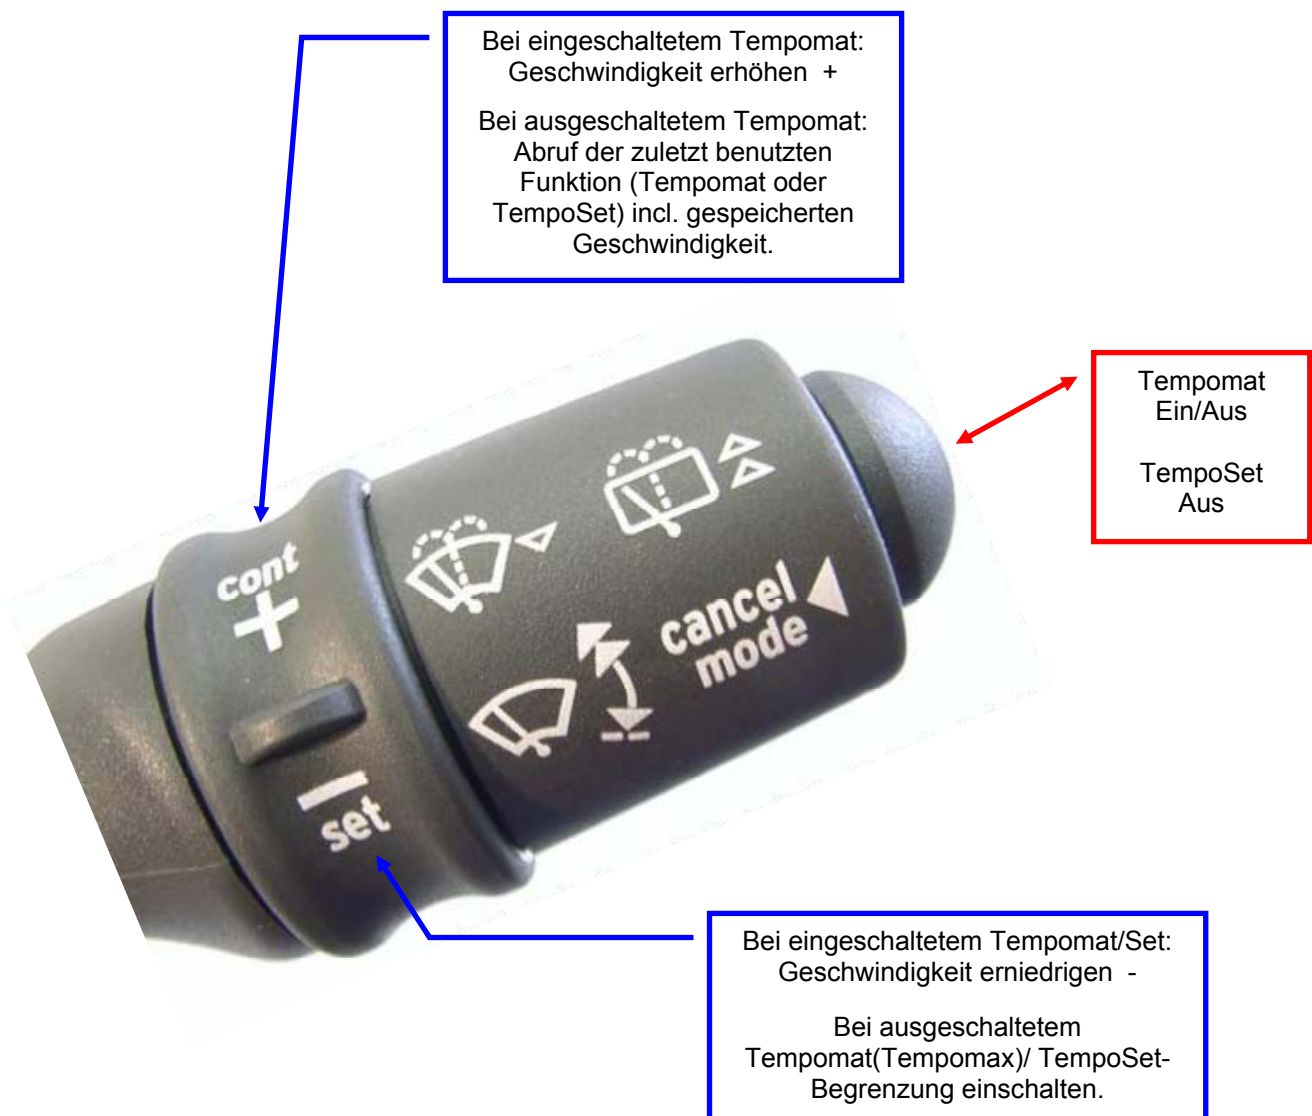 Bei eingeschaltetem Tempomat:
Geschwindigkeit erhöhen +
Bei ausgeschaltetem Tempomat:
Abruf der zuletzt benutzten
Funktion (Tempomat oder
TempoSet) incl. gespeicherten
Geschwindigkeit.
Tempomat
Ein/Aus
TempoSet
Aus
cont
+
cancel
mode
—
set
Bei eingeschaltetem Tempomat/Set:
Geschwindigkeit erniedrigen -
Bei ausgeschaltetem
Tempomat(Tempomax)/ TempoSet-
Begrenzung einschalten.